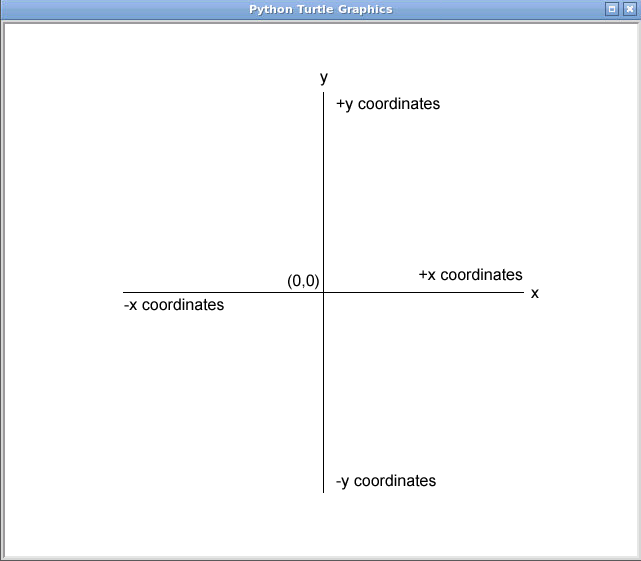 Python Turtle Graphics
y
+y coordinates
+x coordinates
(0,0)
x
-x coordinates
-y coordinates